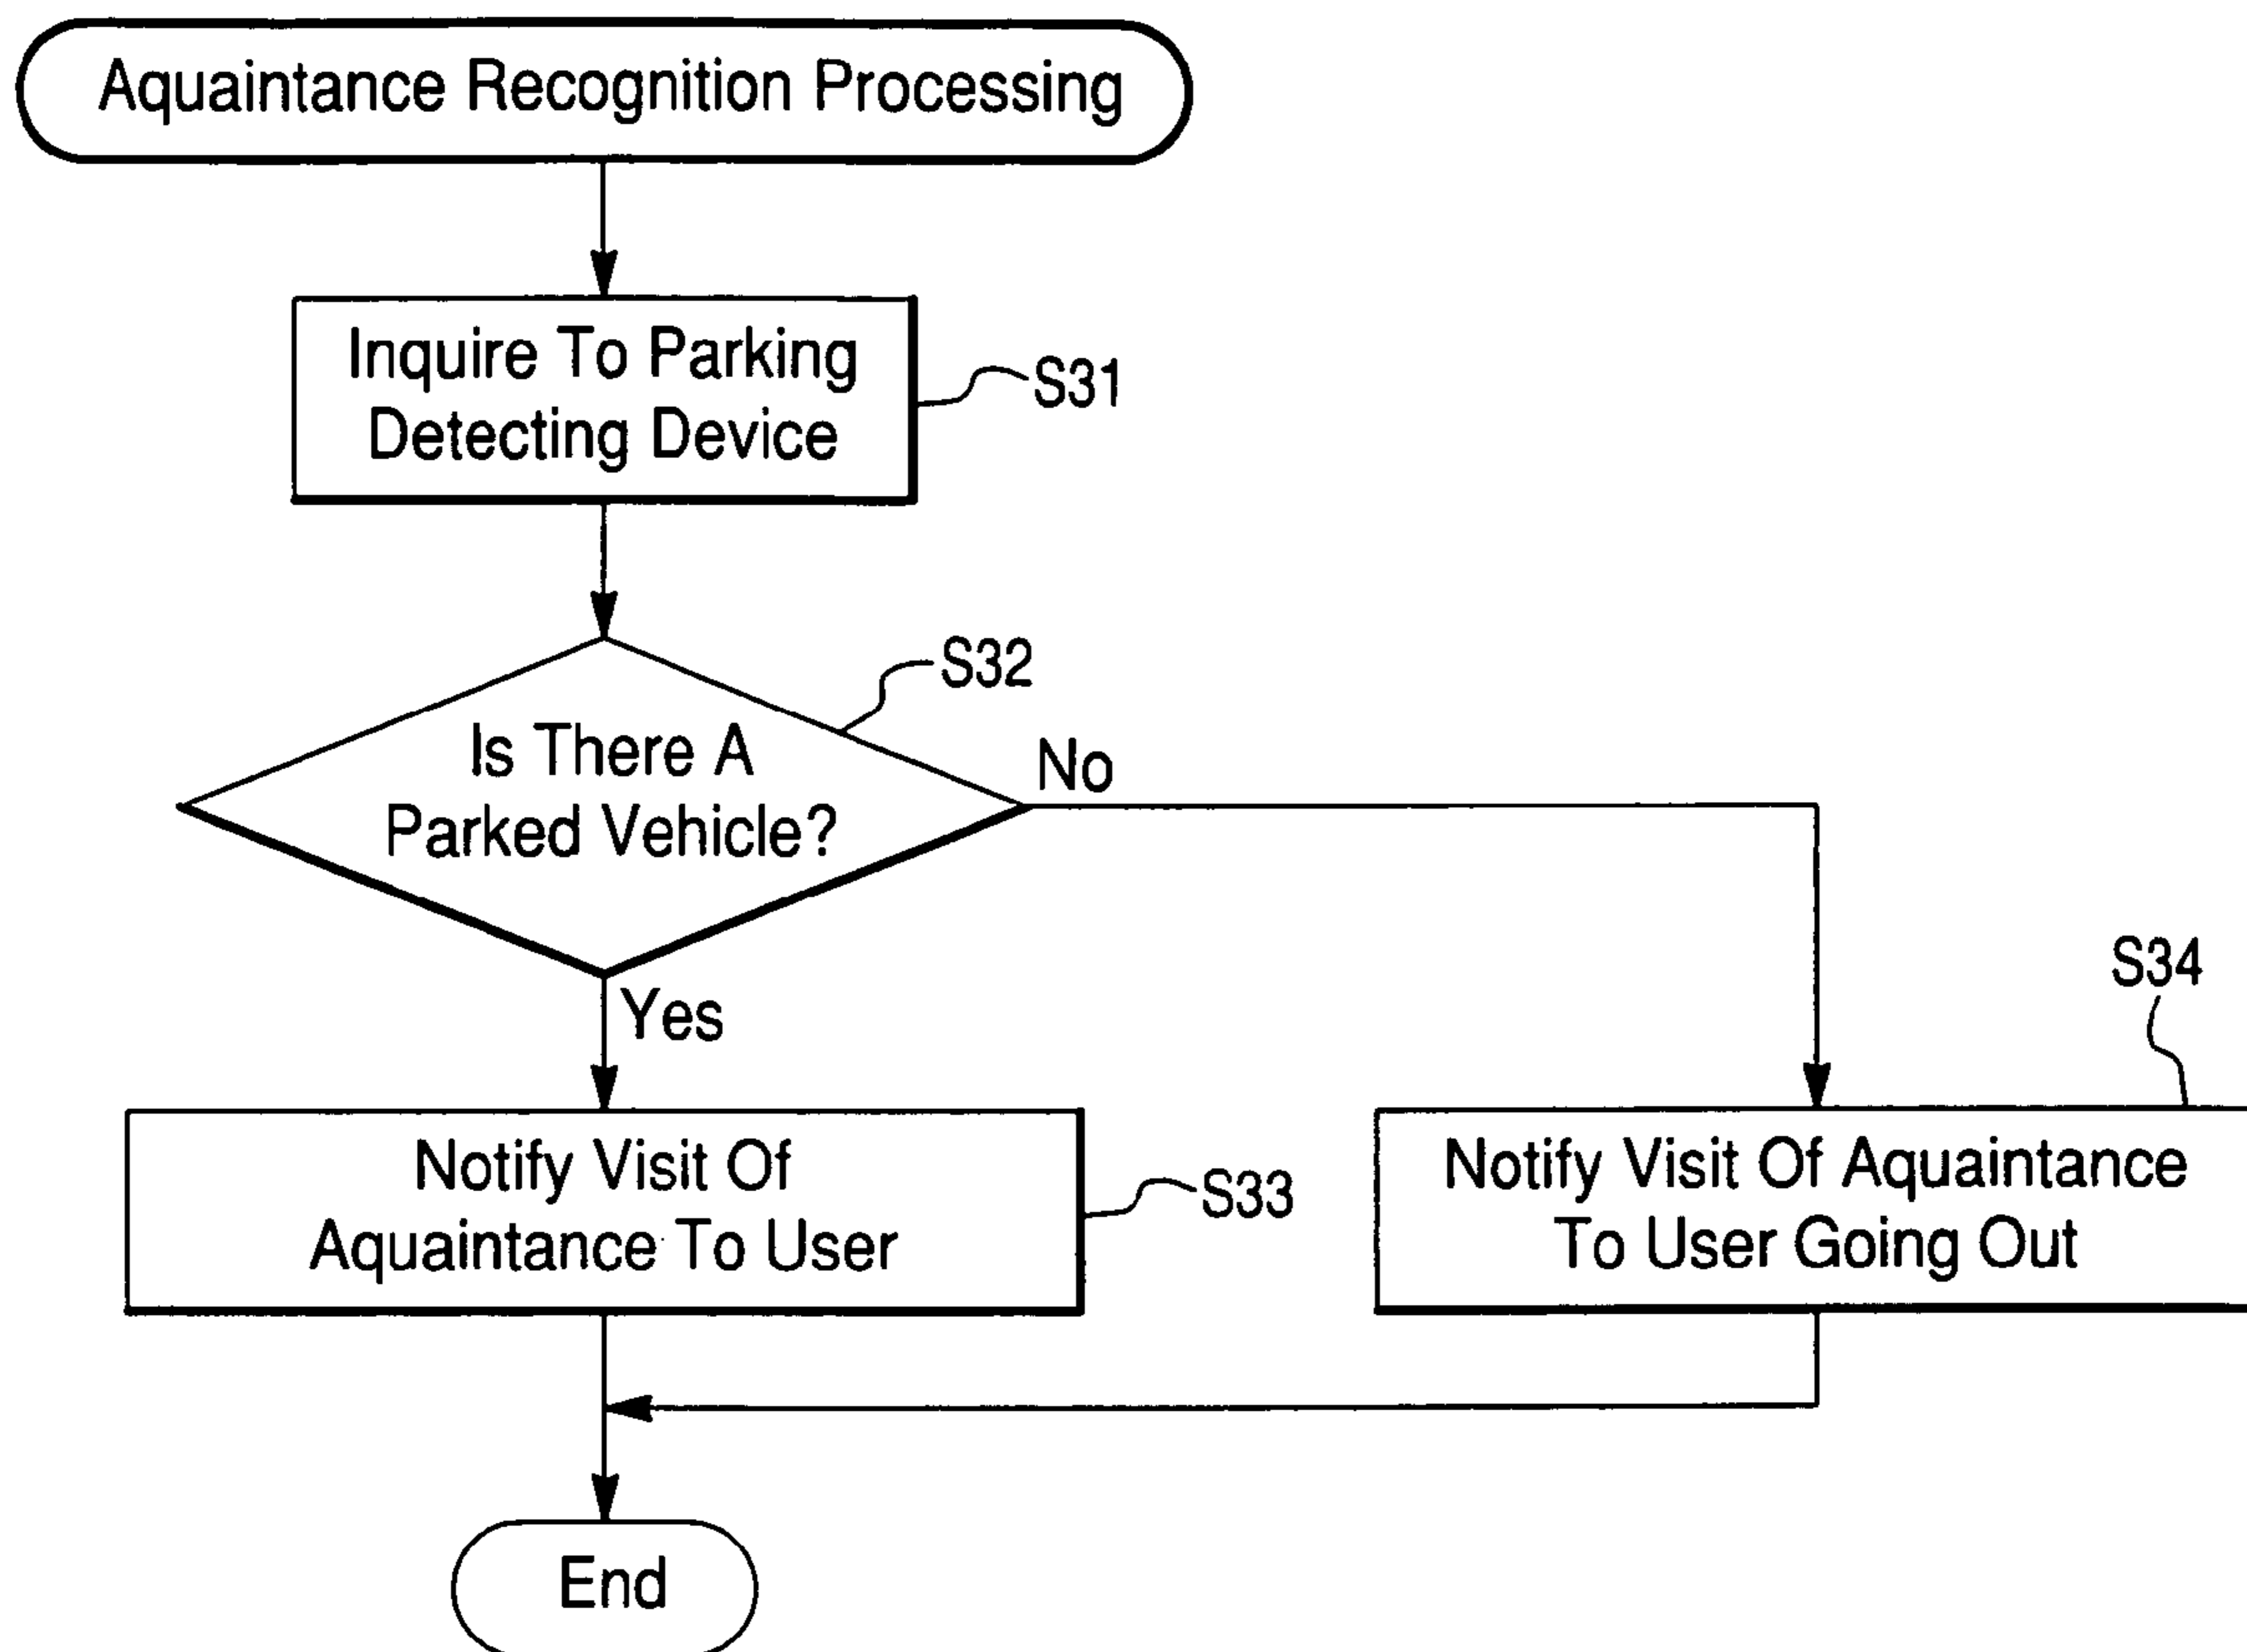 Aquaintance Recognition Processing
Inquire To Parking
Detecting Device
S31
S32
Is There A
Parked Vehicle?
No
Yes
S34
Notify Visit Of
Aquaintance To User
S33
Notify Visit Of Aquaintance
To User Going Out
End